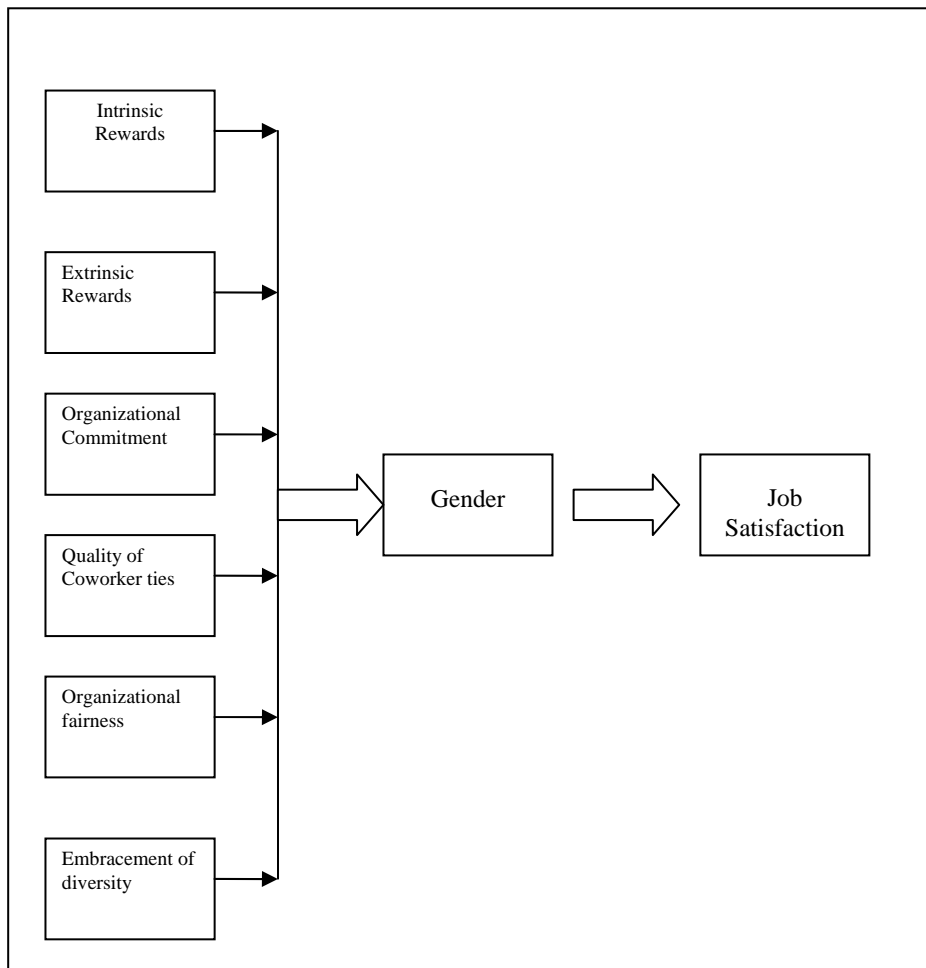 Intrinsic
Rewards
Extrinsic
Rewards
Organizational
Commitment
Quality of
Coworker ties
Organizational
fairness
Embracement of
diversity
Gender
Job
Satisfaction